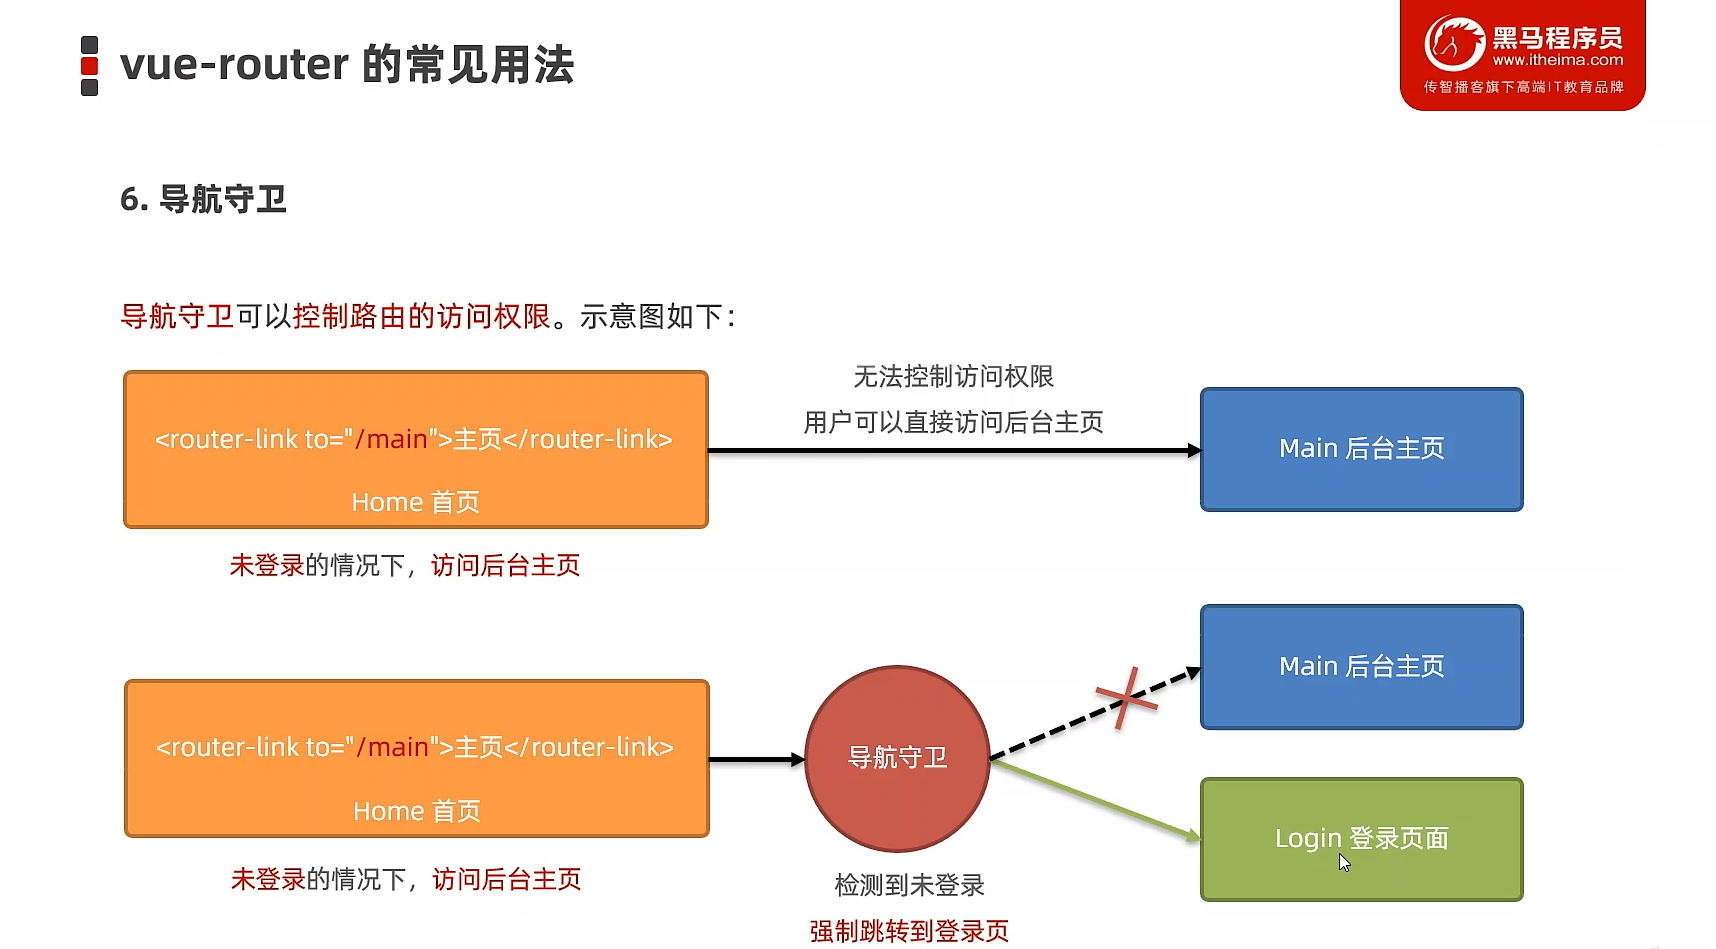 vue-router 的常见用法
黑马程序员
www.itheima.com
传智播客旗下高端IT教育品牌
6. 导航守卫
导航守卫可以控制路由的访问权限。示意图如下：
<router-link to="/main">主页</router-link>
Home 首页
无法控制访问权限
用户可以直接访问后台主页
Main 后台主页
未登录的情况下，访问后台主页
<router-link to="/main">主页</router-link>
Home 首页
未登录的情况下，访问后台主页
导航守卫
检测到未登录
强制跳转到登录页
Main 后台主页
Login 登录页面